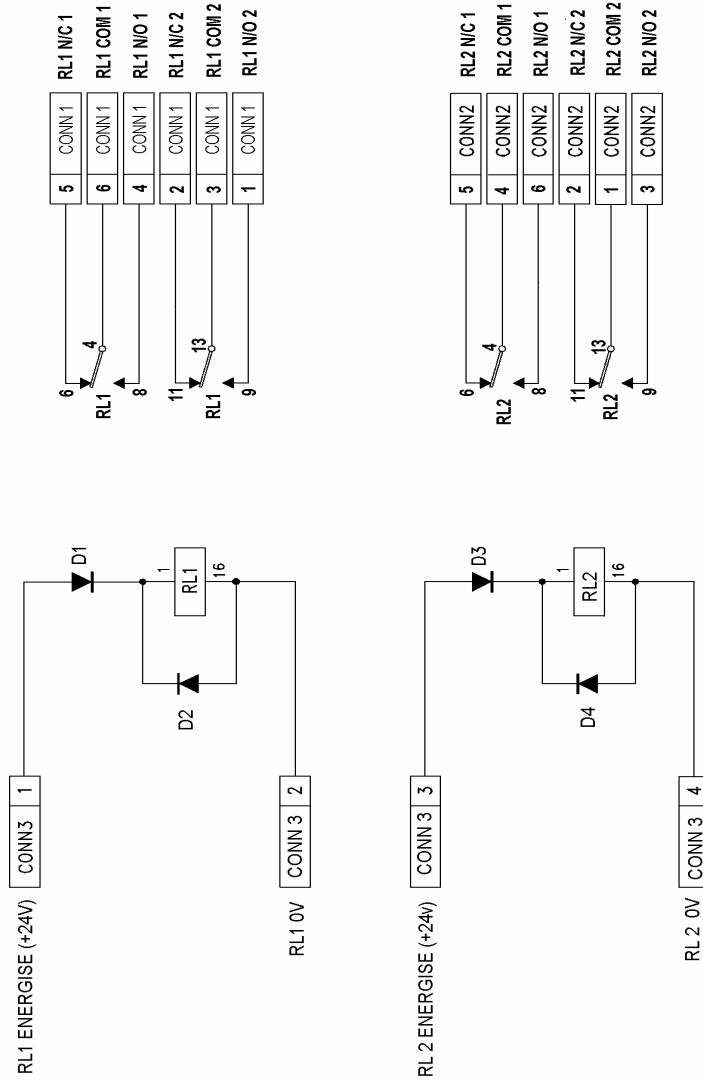 RL1 ENERGISE (+24V) CONN3 1
D1
1 RL1 16
D2
RL1 0V CONN 3 2
6 4 RL1 8
5 CONN 1 RL1 N/C 1
6 CONN 1 RL1 COM 1
4 CONN 1 RL1 N/O 1
11 13 RL1 9
2 CONN 1 RL1 N/C 2
3 CONN 1 RL1 COM 2
1 CONN 1 RL1 N/O 2
RL 2 ENERGISE (+24v) CONN 3 3
D3
1 RL2 16
D4
RL 2 0V CONN 3 4
6 4 RL2 8
5 CONN2 RL2 N/C 1
4 CONN2 RL2 COM 1
6 CONN2 RL2 N/O 1
11 13 RL2 9
2 CONN2 RL2 N/C 2
1 CONN2 RL2 COM 2
3 CONN2 RL2 N/O 2